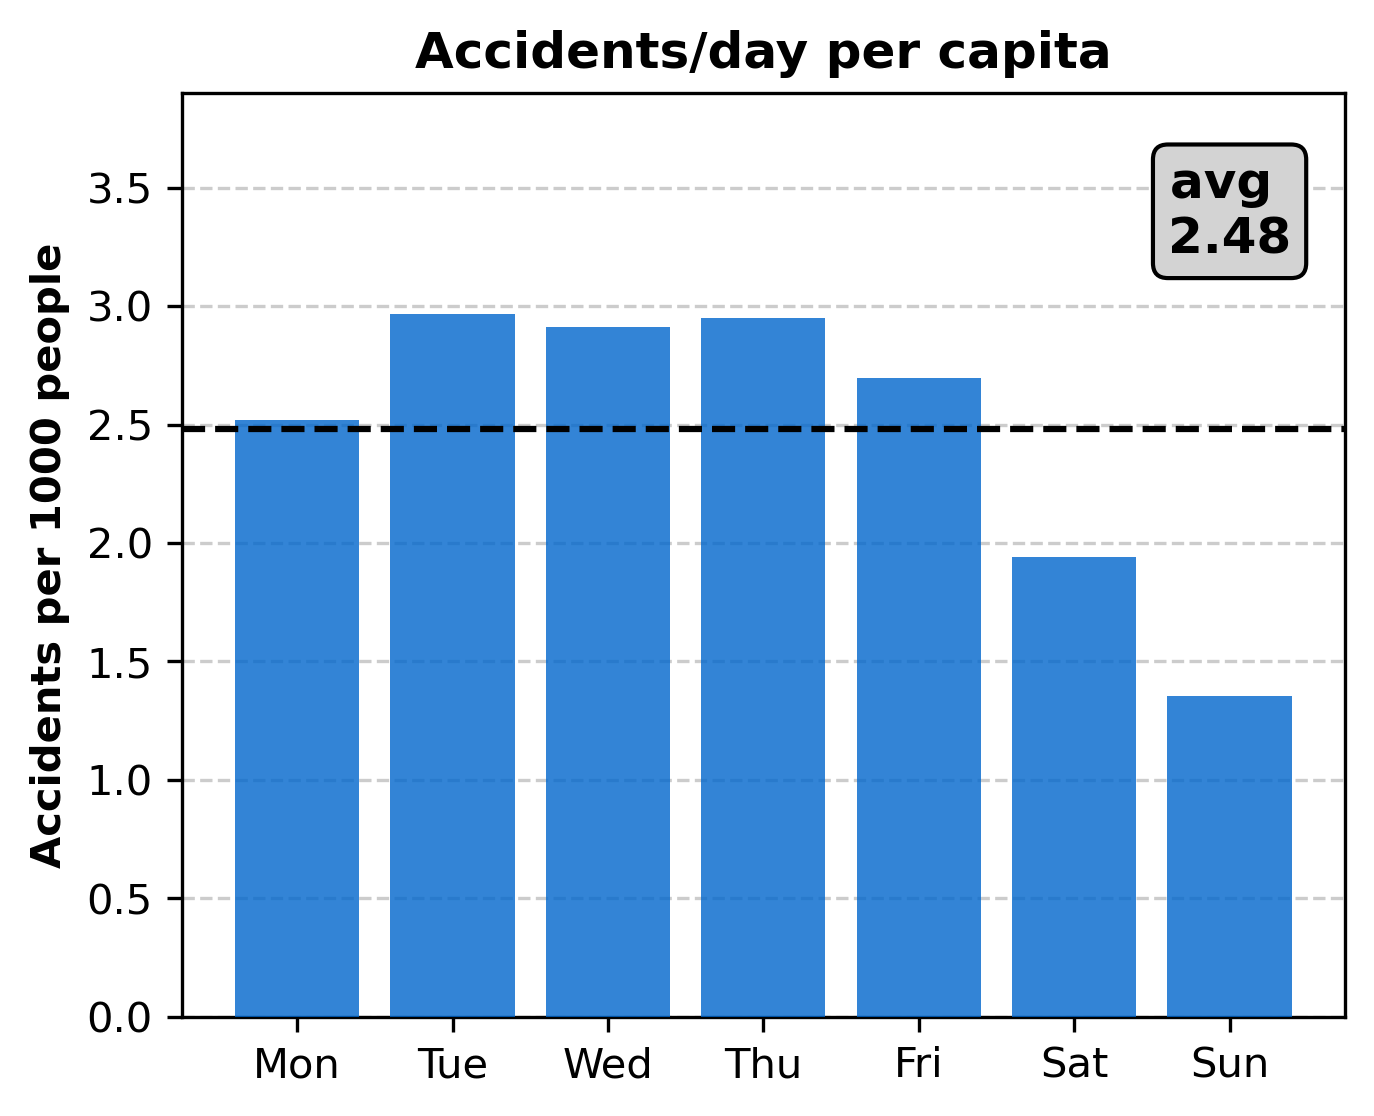 Accidents/day per capita
avg
2.48
Accidents per 1000 people
3.5
3.0
2.5
2.0
1.5
1.0
0.5
0.0
Mon Tue Wed Thu Fri Sat Sun